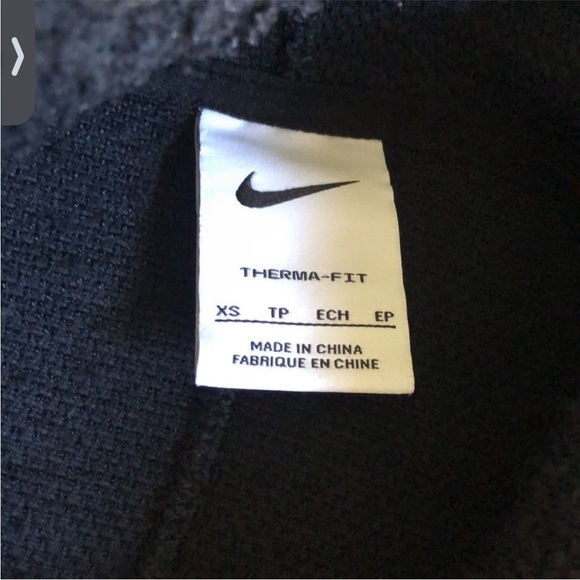 THERMA-FIT
XS TP ECH EP
MADE IN CHINA
FABRIQUE EN CHINE